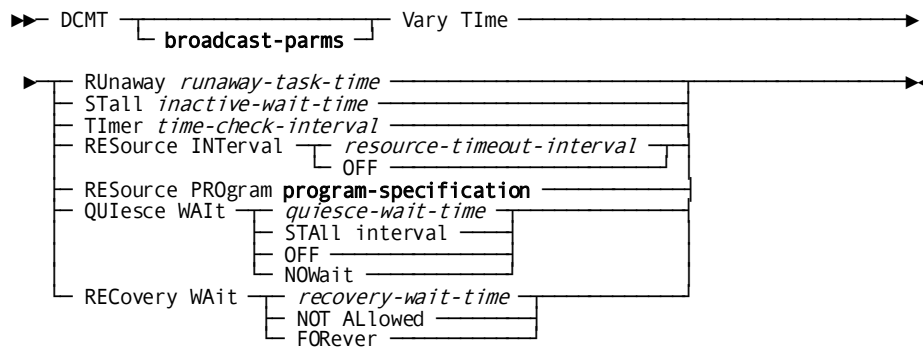 DCMT Vary TIme
broadcast-parms
RUnaway runaway-task-time
STall inactive-wait-time
TImer time-check-interval
RESource INTerval resource-timeout-interval
OFF
RESource PROgram program-specification
QUIesce WAIt quiesce-wait-time
STAll interval
OFF
NOWait
RECovery WAit recovery-wait-time
NOT ALlowed
FORever